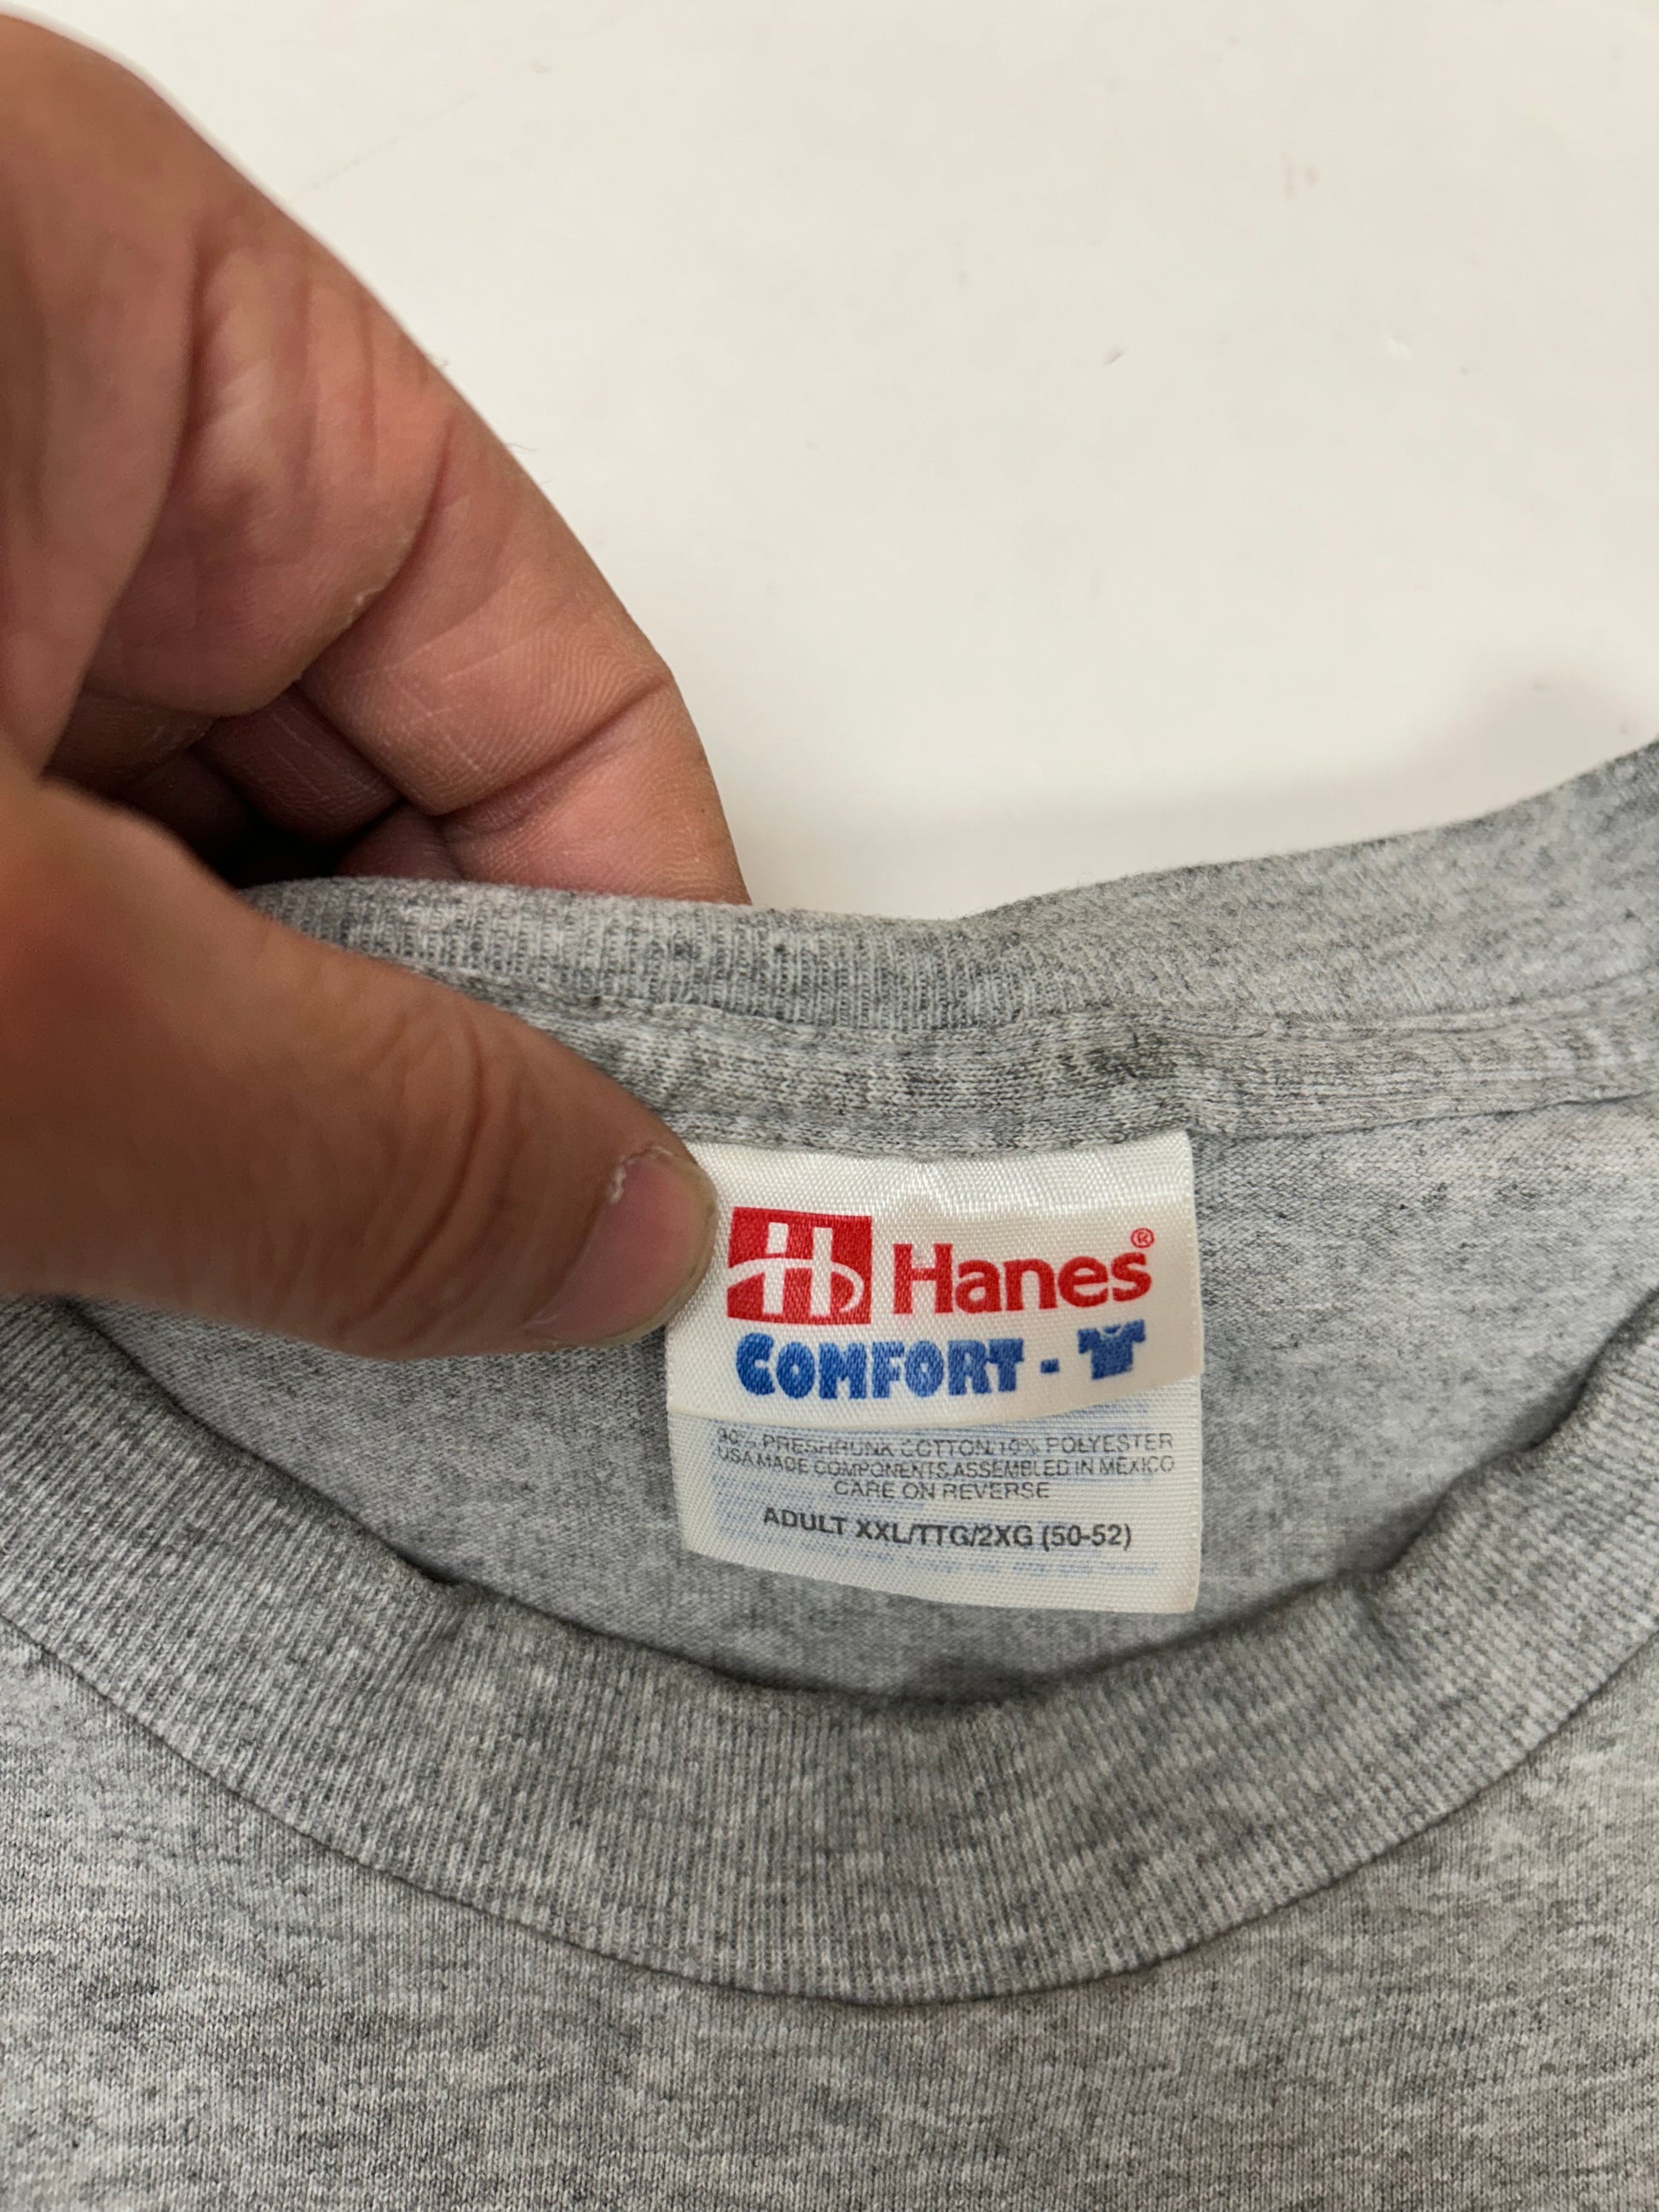 Hanes®
COMFORT -
90% PRESHRUNK COTTON/10% POLYESTER
USA MADE COMPONENTS ASSEMBLED IN MEXICO
CARE ON REVERSE
ADULT XXL/TTG/2XG (50-52)